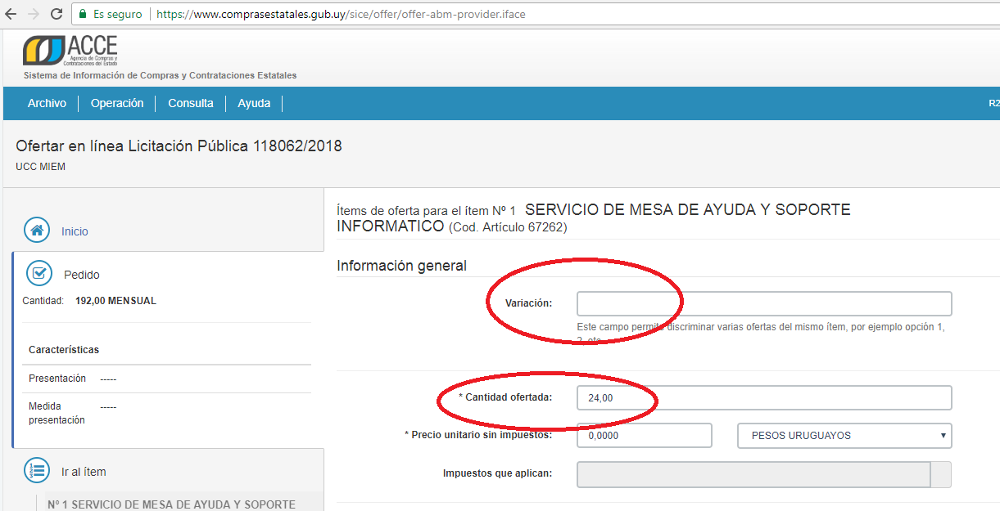 Es seguro https://www.comprasestatales.gub.uy/sice/offer/offer-abm-provider.iface
ACCE
Agencia de Compras y
Contrataciones del Estado
Sistema de Información de Compras y Contrataciones Estatales
Archivo Operación Consulta Ayuda R2
Ofertar en línea Licitación Pública 118062/2018
UCC MIEM
Inicio
Pedido
Cantidad: 192,00 MENSUAL
Características
Presentación -----
Medida -----
presentación
Ir al ítem
Nº 1 SERVICIO DE MESA DE AYUDA Y SOPORTE
Ítems de oferta para el ítem Nº 1 SERVICIO DE MESA DE AYUDA Y SOPORTE
INFORMATICO (Cod. Artículo 67262)
Información general
Variación:
Este campo permite discriminar varias ofertas del mismo ítem, por ejemplo opción 1,
2, etc.
* Cantidad ofertada: 24,00
* Precio unitario sin impuestos: 0,0000 PESOS URUGUAYOS
Impuestos que aplican: